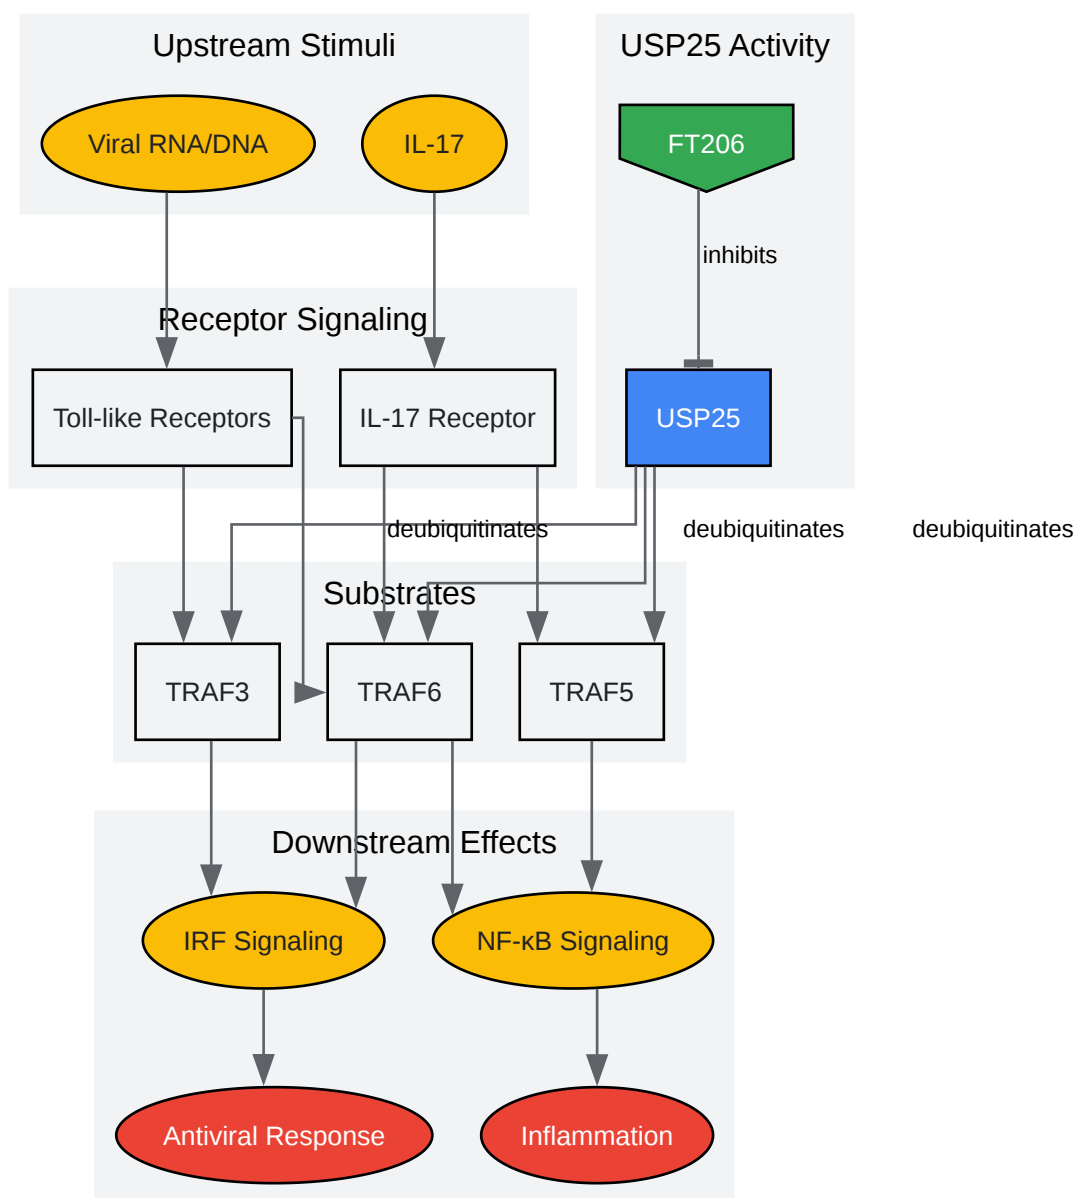 Upstream Stimuli
USP25 Activity
Viral RNA/DNA
IL-17
FT206
inhibits
Receptor Signaling
Toll-like Receptors
IL-17 Receptor
USP25
deubiquitinates
deubiquitinates
deubiquitinates
Substrates
TRAF3
TRAF6
TRAF5
Downstream Effects
IRF Signaling
NF-κB Signaling
Antiviral Response
Inflammation